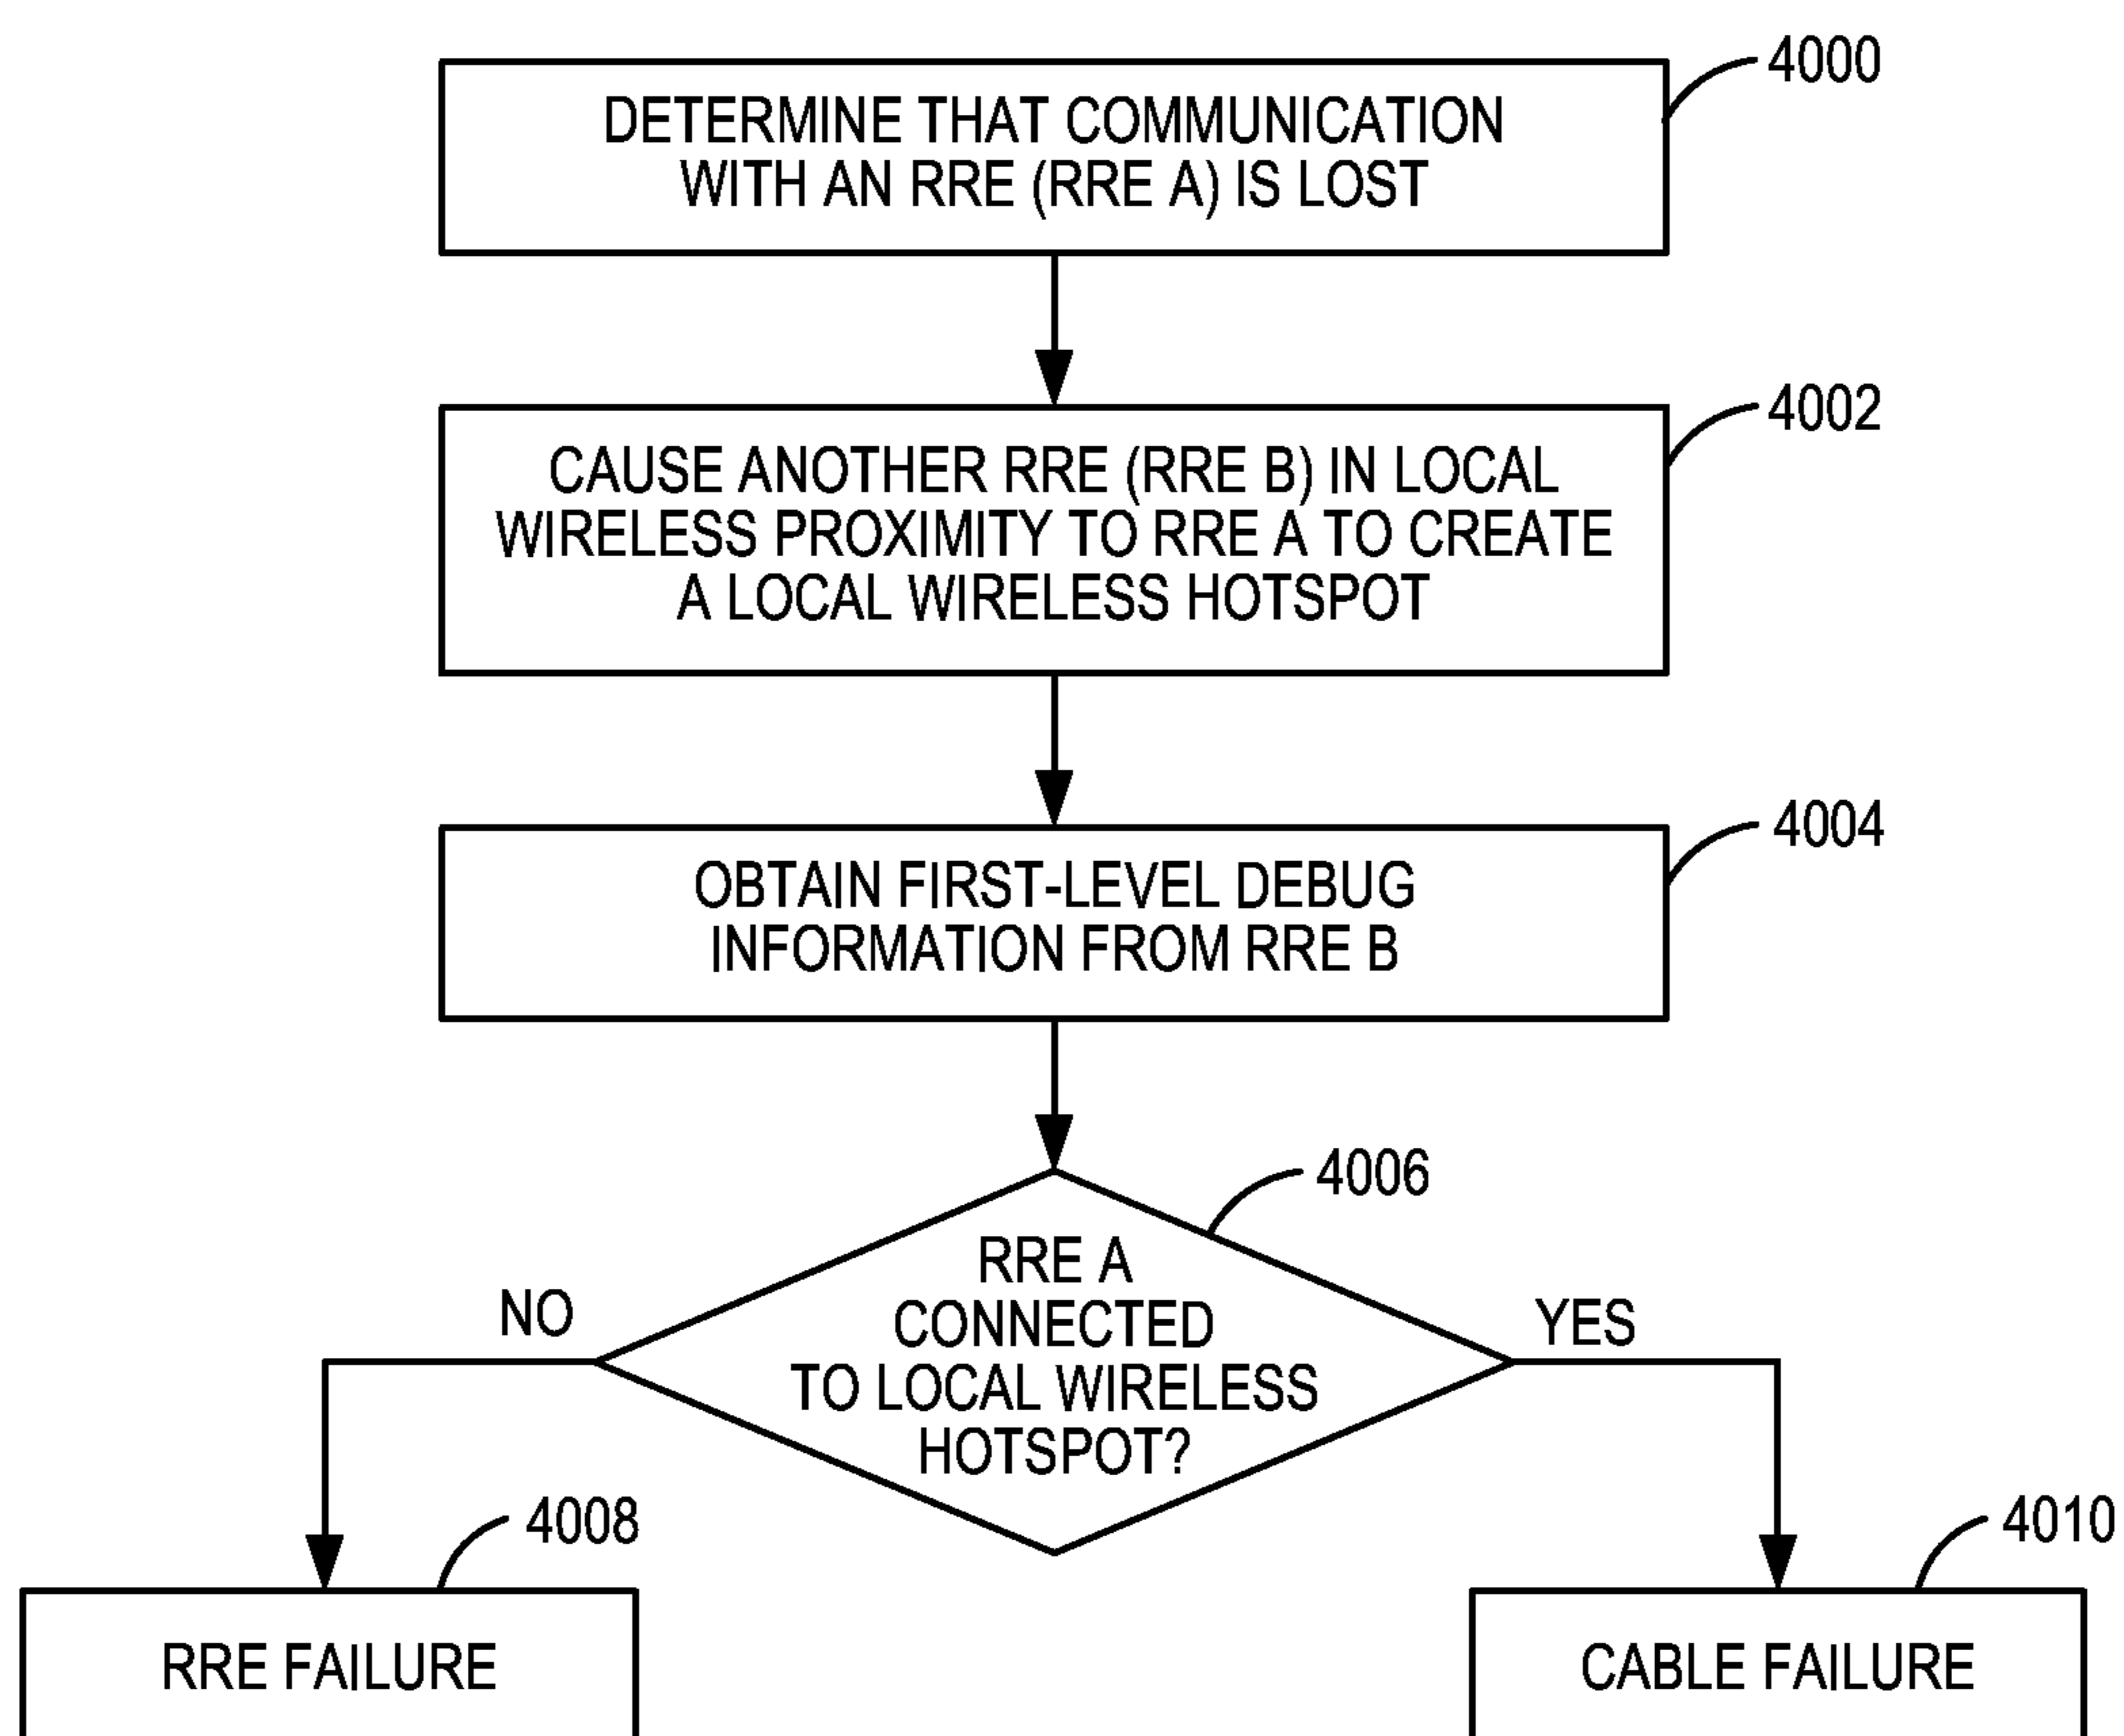 4000
DETERMINE THAT COMMUNICATION
WITH AN RRE (RRE A) IS LOST
4002
CAUSE ANOTHER RRE (RRE B) IN LOCAL
WIRELESS PROXIMITY TO RRE A TO CREATE
A LOCAL WIRELESS HOTSPOT
4004
OBTAIN FIRST-LEVEL DEBUG
INFORMATION FROM RRE B
4006
RRE A
CONNECTED
TO LOCAL WIRELESS
HOTSPOT?
NO
YES
4008
RRE FAILURE
4010
CABLE FAILURE